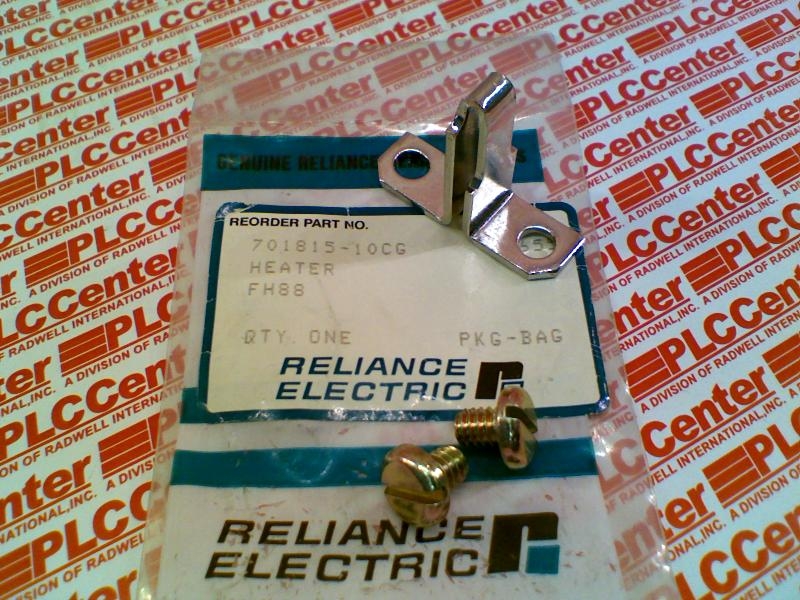 GENUINE RELIANCE
REORDER PART NO.
701815-10CG
HEATER
FH88
QTY. ONE PKG-BAG
RELIANCE
ELECTRIC
RELIANCE
ELECTRIC
PLCCenter
A DIVISION OF RADWELL INTERNATIONAL, INC.